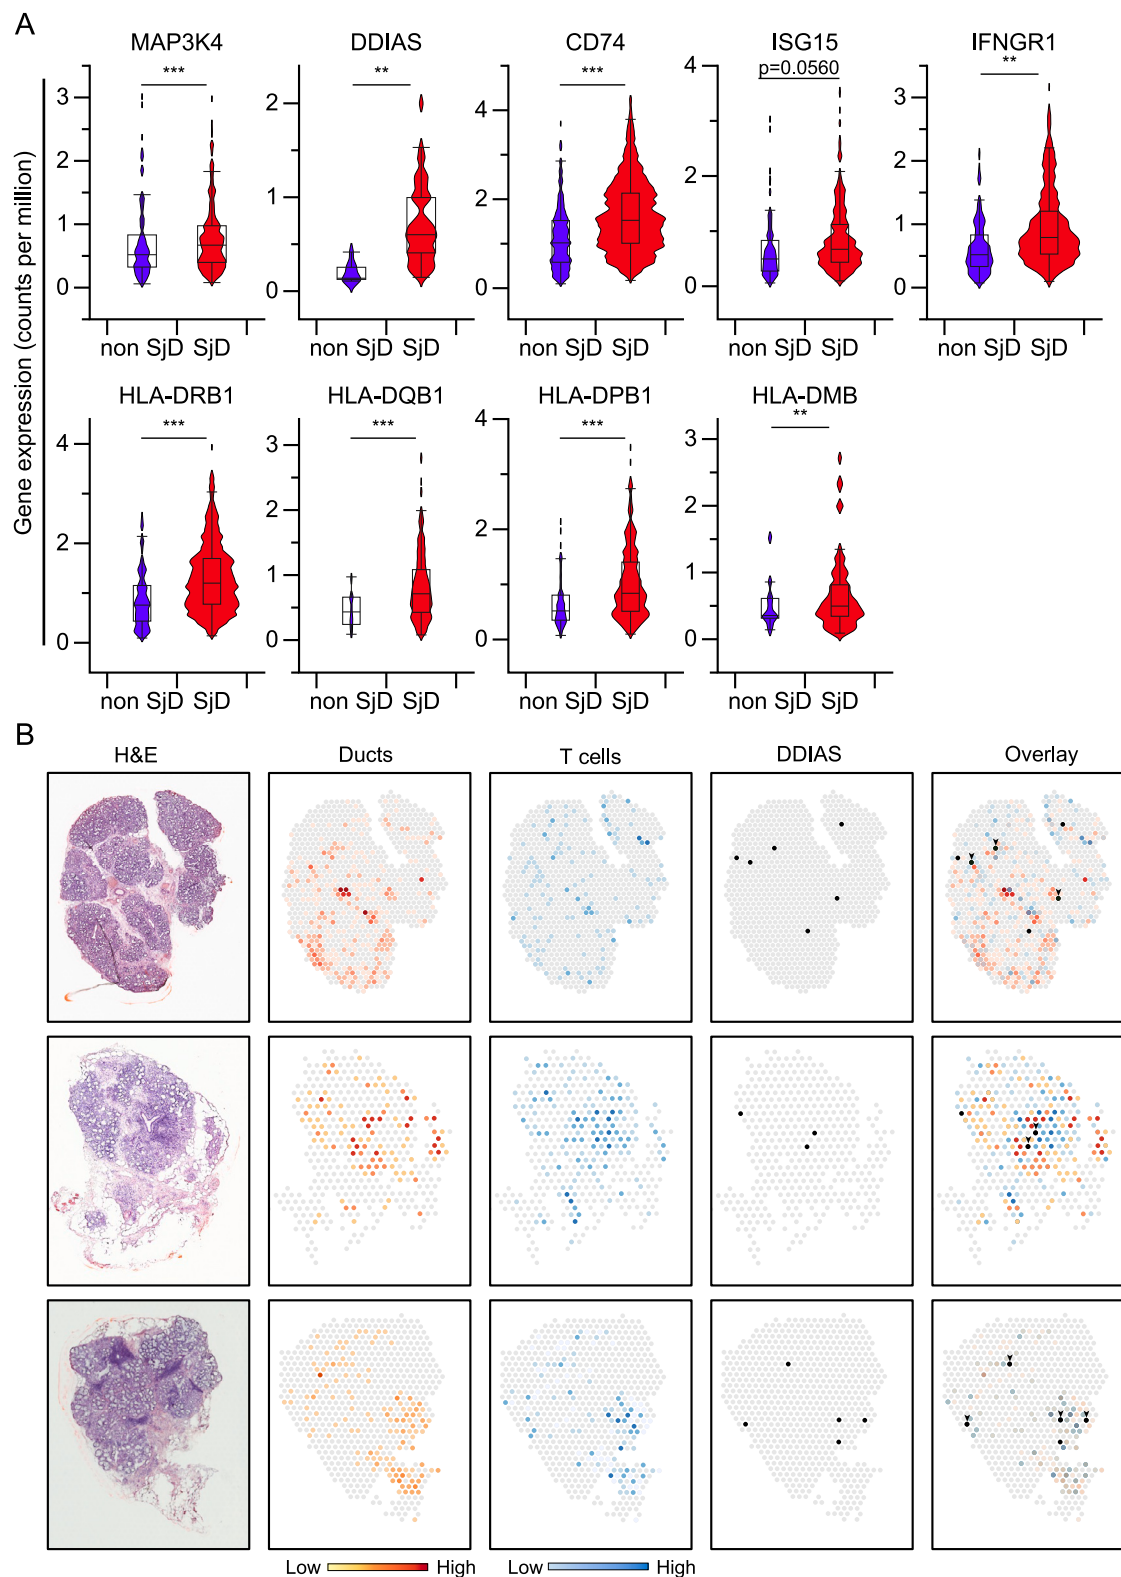 A
MAP3K4 DDIAS CD74 ISG15 IFNGR1
*** ** *** p=0.0560 **
3 2 1 0
2 1 0
4 2 0
4 3 2 1 0
3 2 1 0
non SjD SjD non SjD SjD non SjD SjD non SjD SjD non SjD SjD
Gene expression (counts per million)
HLA-DRB1 HLA-DQB1 HLA-DPB1 HLA-DMB
*** *** *** **
4 2 0
3 2 1 0
4 2 0
3 2 1 0
non SjD SjD non SjD SjD non SjD SjD non SjD SjD
B
H&E Ducts T cells DDIAS Overlay
Low High Low High